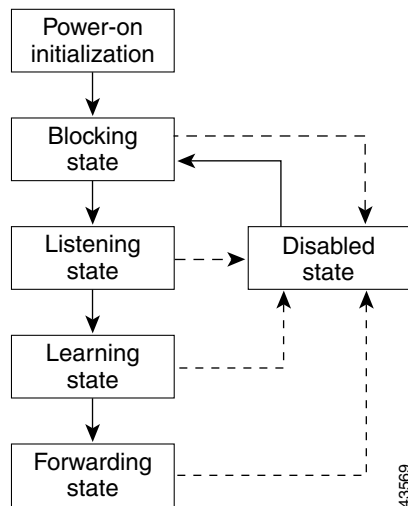 Power-on
initialization
Blocking
state
Listening
state
Disabled
state
Learning
state
Forwarding
state
43569